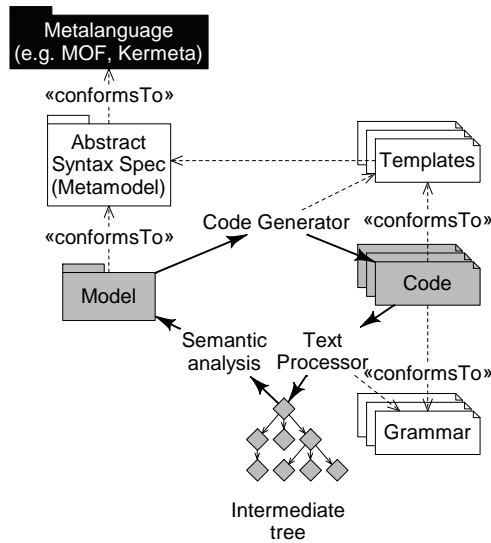 Metalanguage
(e.g. MOF, Kermeta)
«conformsTo»
Abstract
Syntax Spec
(Metamodel)
Templates
«conformsTo»
Code Generator
«conformsTo»
Model
Code
Semantic
analysis
Text
Processor
«conformsTo»
Grammar
Intermediate
tree